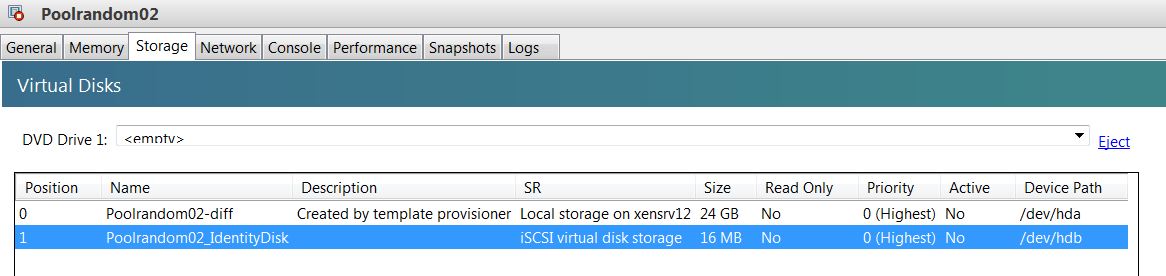 Poolrandom02
General Memory Storage Network Console Performance Snapshots Logs
Virtual Disks
DVD Drive 1: <empty> Eject
Position Name Description SR Size Read Only Priority Active Device Path
0 Poolrandom02-diff Created by template provisioner Local storage on xensrv12 24 GB No 0 (Highest) No /dev/hda
1 Poolrandom02_IdentityDisk iSCSI virtual disk storage 16 MB No 0 (Highest) No /dev/hdb